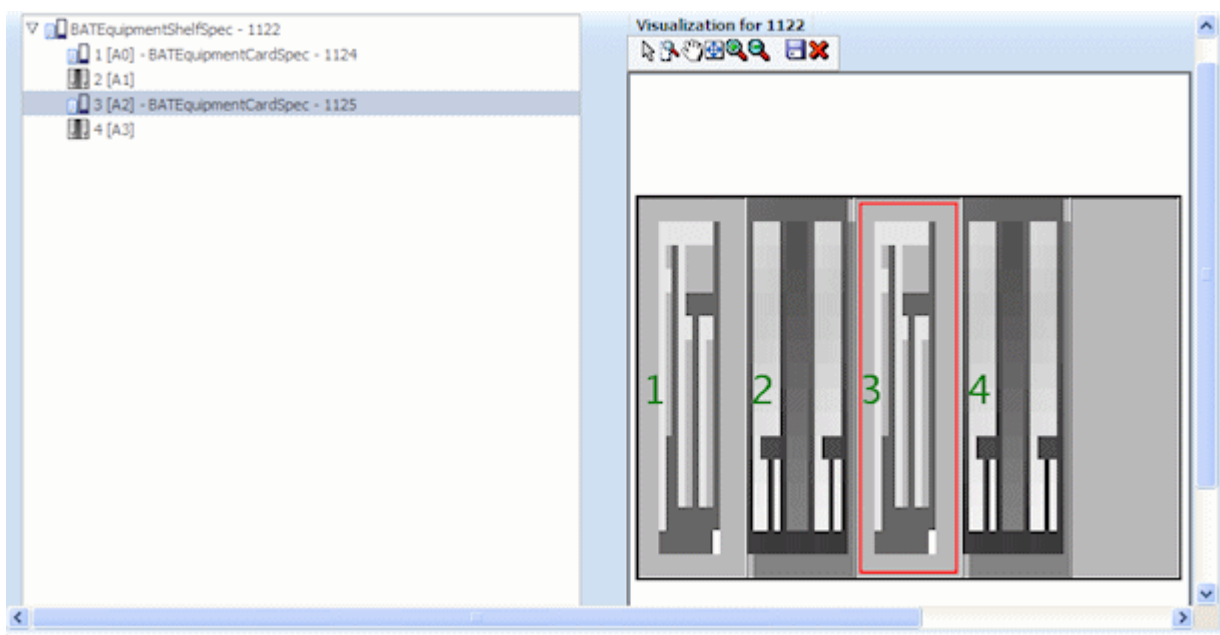 BATEquipmentShelfSpec - 1122
1 [A0] - BATEquipmentCardSpec - 1124
2 [A1]
3 [A2] - BATEquipmentCardSpec - 1125
4 [A3]
Visualization for 1122
1 2 3 4